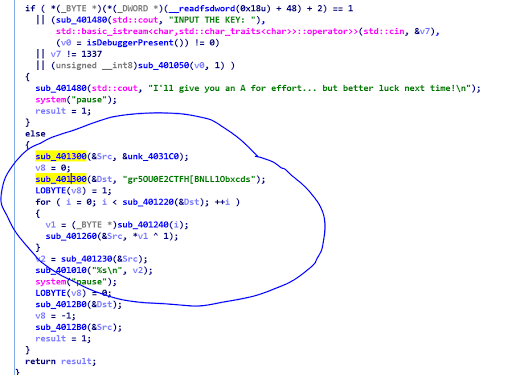 if ( *(_BYTE *)(*(_DWORD *)(__readfsdword(0x18u) + 48) + 2) == 1
|| (sub_401480(std::cout, "INPUT THE KEY: "),
std::basic_istream<char,std::char_traits<char>>::operator>>(std::cin, &v7),
(v0 = isDebuggerPresent()) != 0)
|| v7 != 1337
|| (unsigned __int8)sub_401050(v0, 1) )
{
sub_401480(std::cout, "I'll give you an A for effort... but better luck next time!\n");
system("pause");
result = 1;
}
else
{
sub_401300(&Src, &unk_4031C0);
v8 = 0;
sub_401300(&Dst, "gr5OU0E2CTFH[BNLL1Obxcds");
LOBYTE(v8) = 1;
for ( i = 0; i < sub_401220(&Dst); ++i )
{
v1 = (_BYTE *)sub_401240(i);
sub_401260(&Src, *v1 ^ 1);
}
v2 = sub_401230(&Src);
sub_401010("%s\n", v2);
system("pause");
LOBYTE(v8) = 0;
sub_4012B0(&Dst);
v8 = -1;
sub_4012B0(&Src);
result = 1;
}
return result;
}